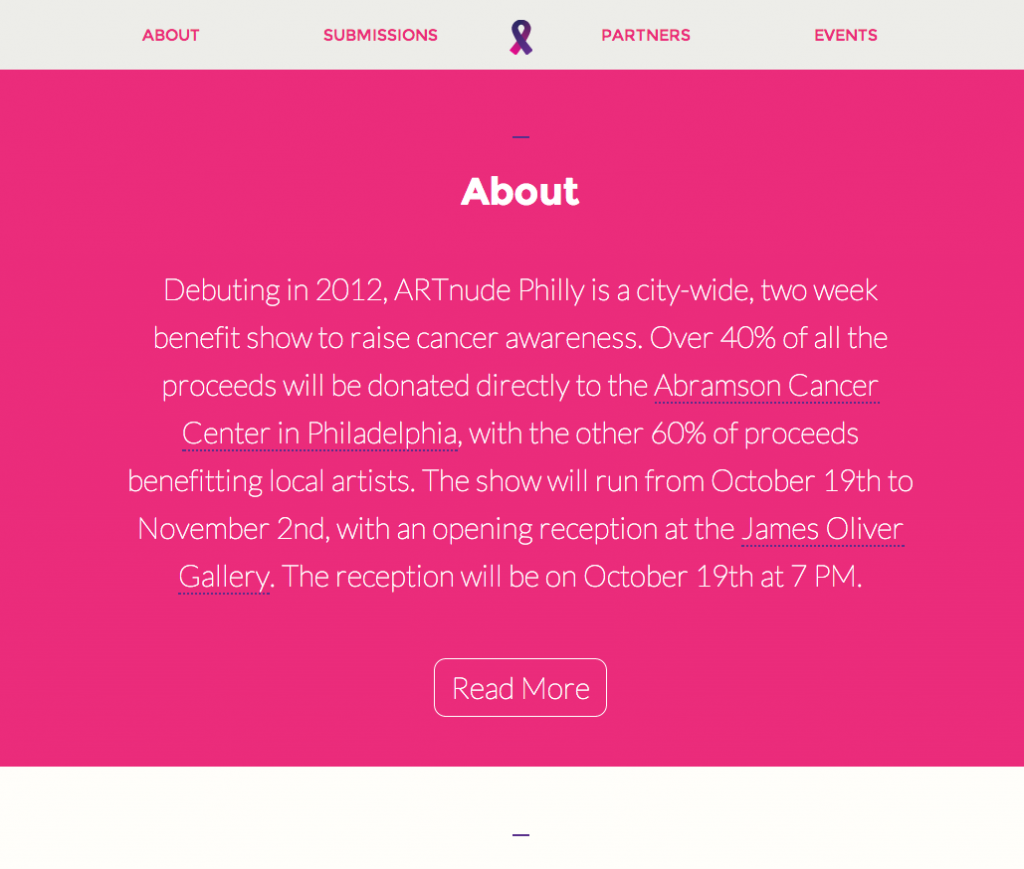 ABOUT SUBMISSIONS PARTNERS EVENTS
About
Debuting in 2012, ARTnude Philly is a city-wide, two week
benefit show to raise cancer awareness. Over 40% of all the
proceeds will be donated directly to the Abramson Cancer
Center in Philadelphia, with the other 60% of proceeds
benefitting local artists. The show will run from October 19th to
November 2nd, with an opening reception at the James Oliver
Gallery. The reception will be on October 19th at 7 PM.
Read More